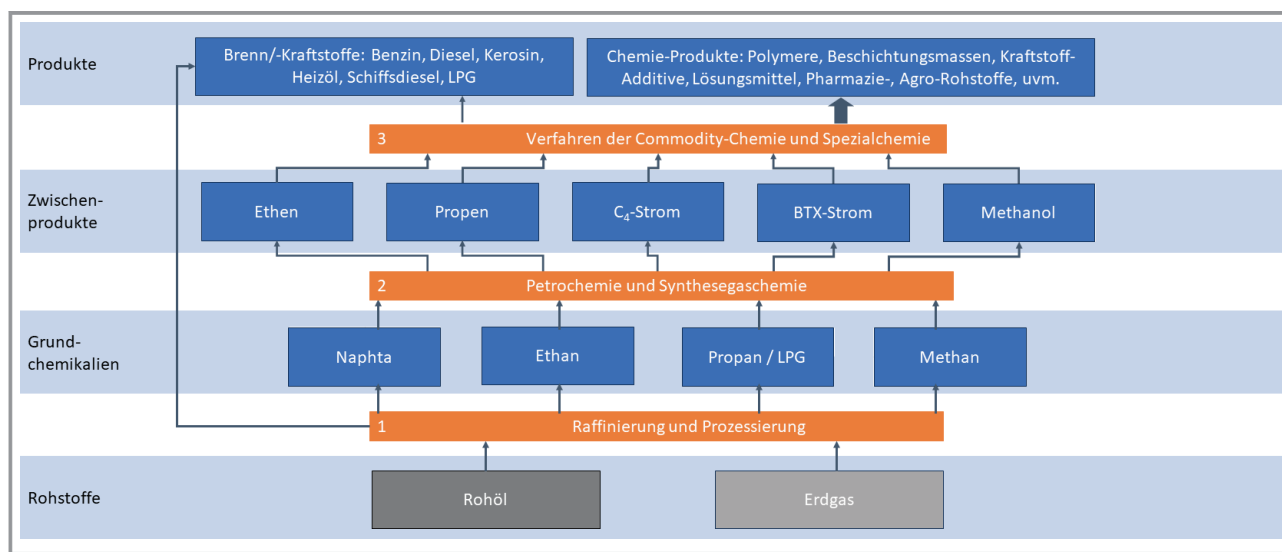 Produkte
Brenn/-Kraftstoffe: Benzin, Diesel, Kerosin,
Heizöl, Schiffsdiesel, LPG
Chemie-Produkte: Polymere, Beschichtungsmassen, Kraftstoff-
Additive, Lösungsmittel, Pharmazie-, Agro-Rohstoffe, uvm.
3 Verfahren der Commodity-Chemie und Spezialchemie
Zwischen-
produkte
Ethen
Propen
C₄-Strom
BTX-Strom
Methanol
2 Petrochemie und Synthesegaschemie
Grund-
chemikalien
Naphta
Ethan
Propan / LPG
Methan
1 Raffinierung und Prozessierung
Rohstoffe
Rohöl
Erdgas